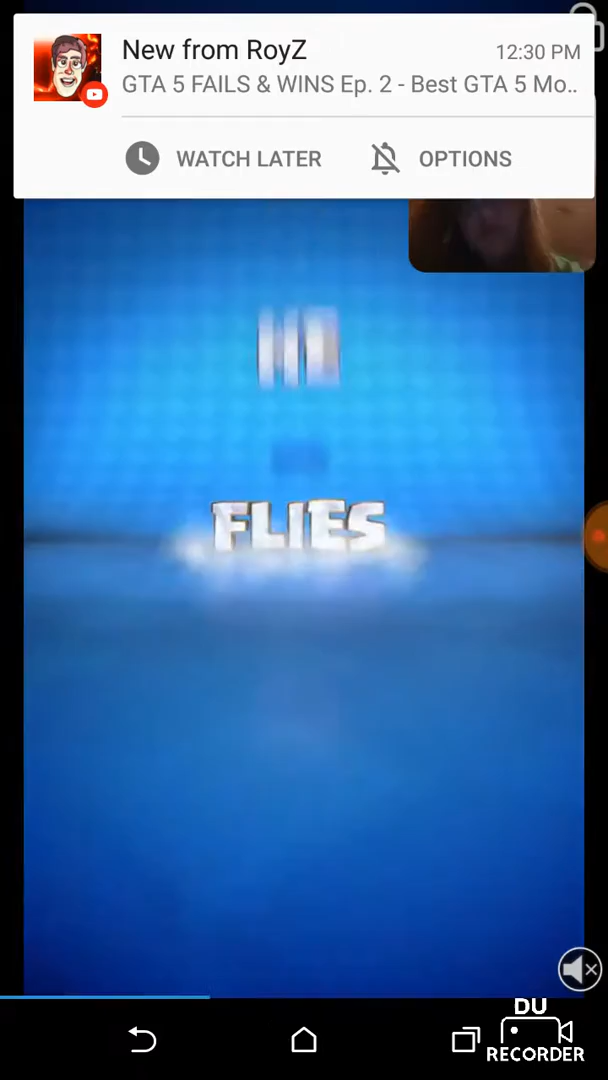 New from RoyZ
12:30 PM
GTA 5 FAILS & WINS Ep. 2 - Best GTA 5 Mo..
WATCH LATER
OPTIONS
FLIES
DU
RECORDER